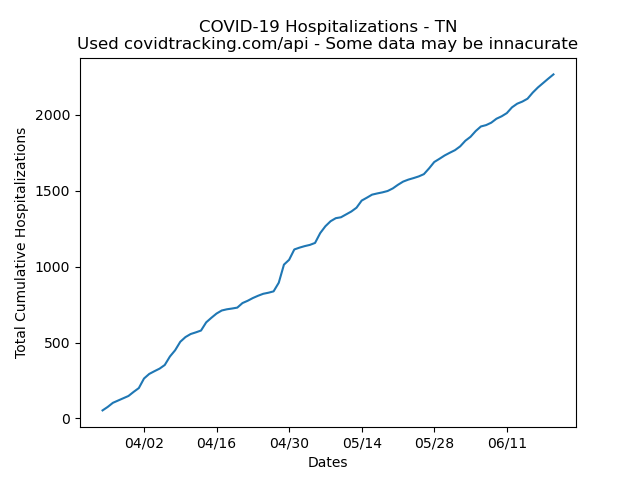 COVID-19 Hospitalizations - TN
Used covidtracking.com/api - Some data may be innacurate
Total Cumulative Hospitalizations
2000
1500
1000
500
0
04/02 04/16 04/30 05/14 05/28 06/11
Dates